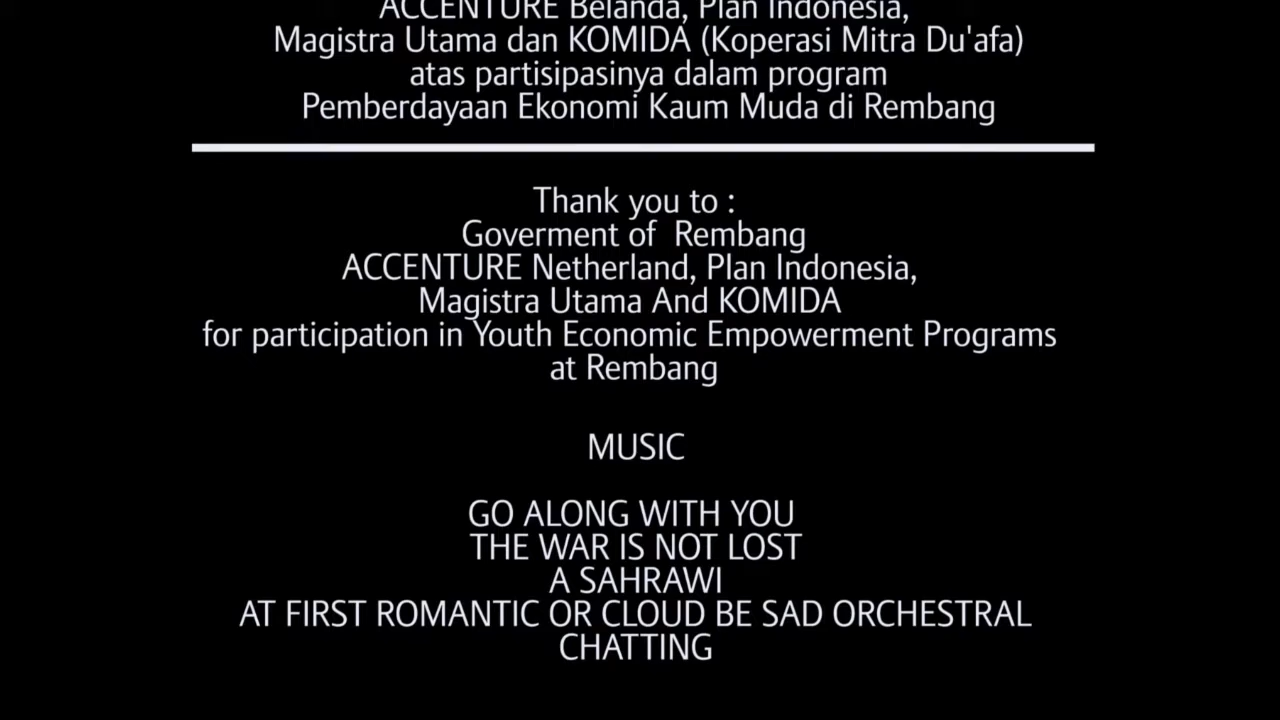 ACCENTURE Belanda, Plan Indonesia,
Magistra Utama dan KOMIDA (Koperasi Mitra Du'afa)
atas partisipasinya dalam program
Pemberdayaan Ekonomi Kaum Muda di Rembang
Thank you to :
Goverment of Rembang
ACCENTURE Netherland, Plan Indonesia,
Magistra Utama And KOMIDA
for participation in Youth Economic Empowerment Programs
at Rembang
MUSIC
GO ALONG WITH YOU
THE WAR IS NOT LOST
A SAHRAWI
AT FIRST ROMANTIC OR CLOUD BE SAD ORCHESTRAL
CHATTING